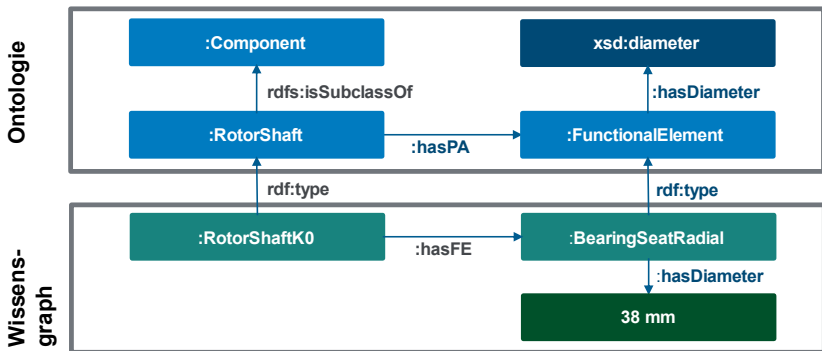 Ontologie
:Component
xsd:diameter
rdfs:isSubclassOf
:hasDiameter
:RotorShaft
:hasPA
:FunctionalElement
rdf:type
rdf:type
Wissens-
graph
:RotorShaftK0
:hasFE
:BearingSeatRadial
:hasDiameter
38 mm